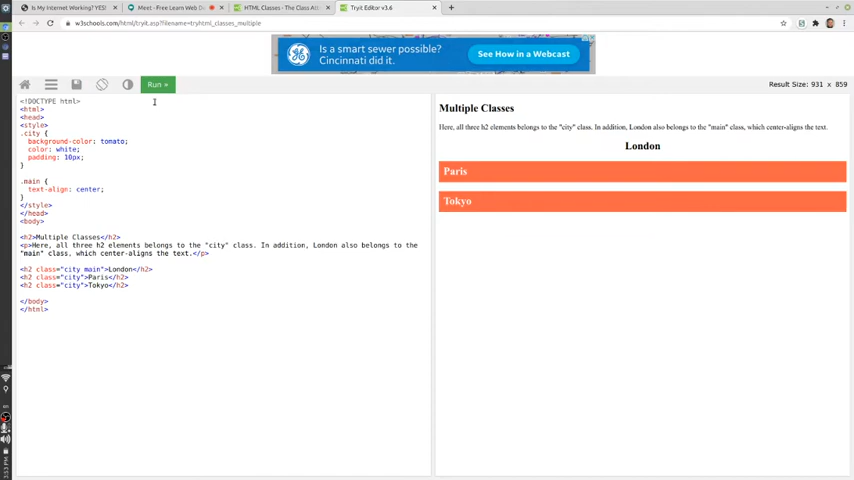 Is My Internet Working? YES!
Meet - Free Learn Web D
HTML Classes - The Class Att
Tryit Editor v3.6
w3schools.com/html/tryit.asp?filename=tryhtml_classes_multiple
Is a smart sewer possible?
Cincinnati did it.
See How in a Webcast
Run »
Result Size: 931 x 859
<!DOCTYPE html>
<html>
<head>
<style>
.city {
background-color: tomato;
color: white;
padding: 10px;
}
.main {
text-align: center;
}
</style>
</head>
<body>
<h2>Multiple Classes</h2>
<p>Here, all three h2 elements belongs to the "city" class. In addition, London also belongs to the
"main" class, which center-aligns the text.</p>
<h2 class="city main">London</h2>
<h2 class="city">Paris</h2>
<h2 class="city">Tokyo</h2>
</body>
</html>
Multiple Classes
Here, all three h2 elements belongs to the "city" class. In addition, London also belongs to the "main" class, which center-aligns the text.
London
Paris
Tokyo
3:53 PM